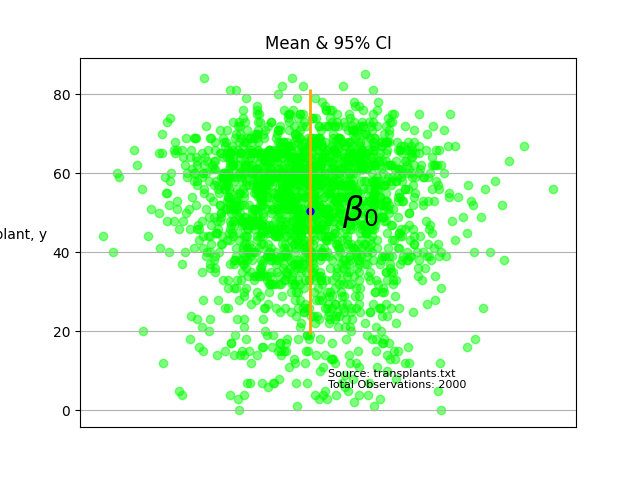 Mean & 95% CI
80
60
plant, y
40
20
0
β0
Source: transplants.txt
Total Observations: 2000